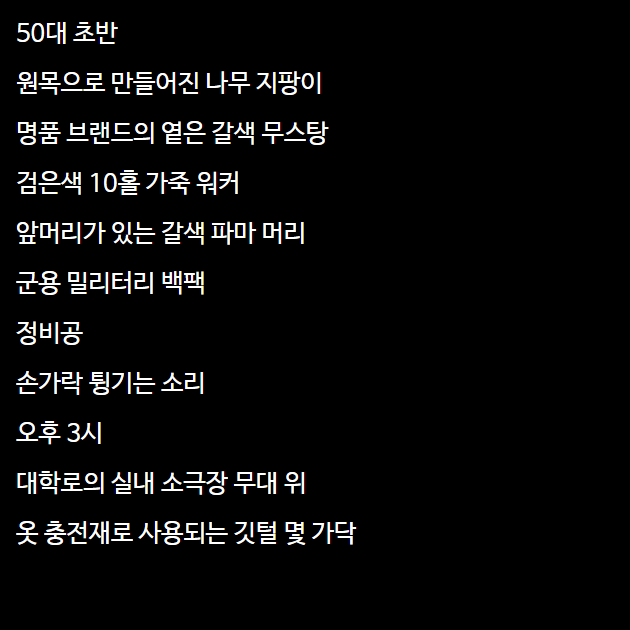 50대 초반
원목으로 만들어진 나무 지팡이
명품 브랜드의 옅은 갈색 무스탕
검은색 10홀 가죽 워커
앞머리가 있는 갈색 파마 머리
군용 밀리터리 백팩
정비공
손가락 튕기는 소리
오후 3시
대학로의 실내 소극장 무대 위
옷 충전재로 사용되는 깃털 몇 가닥